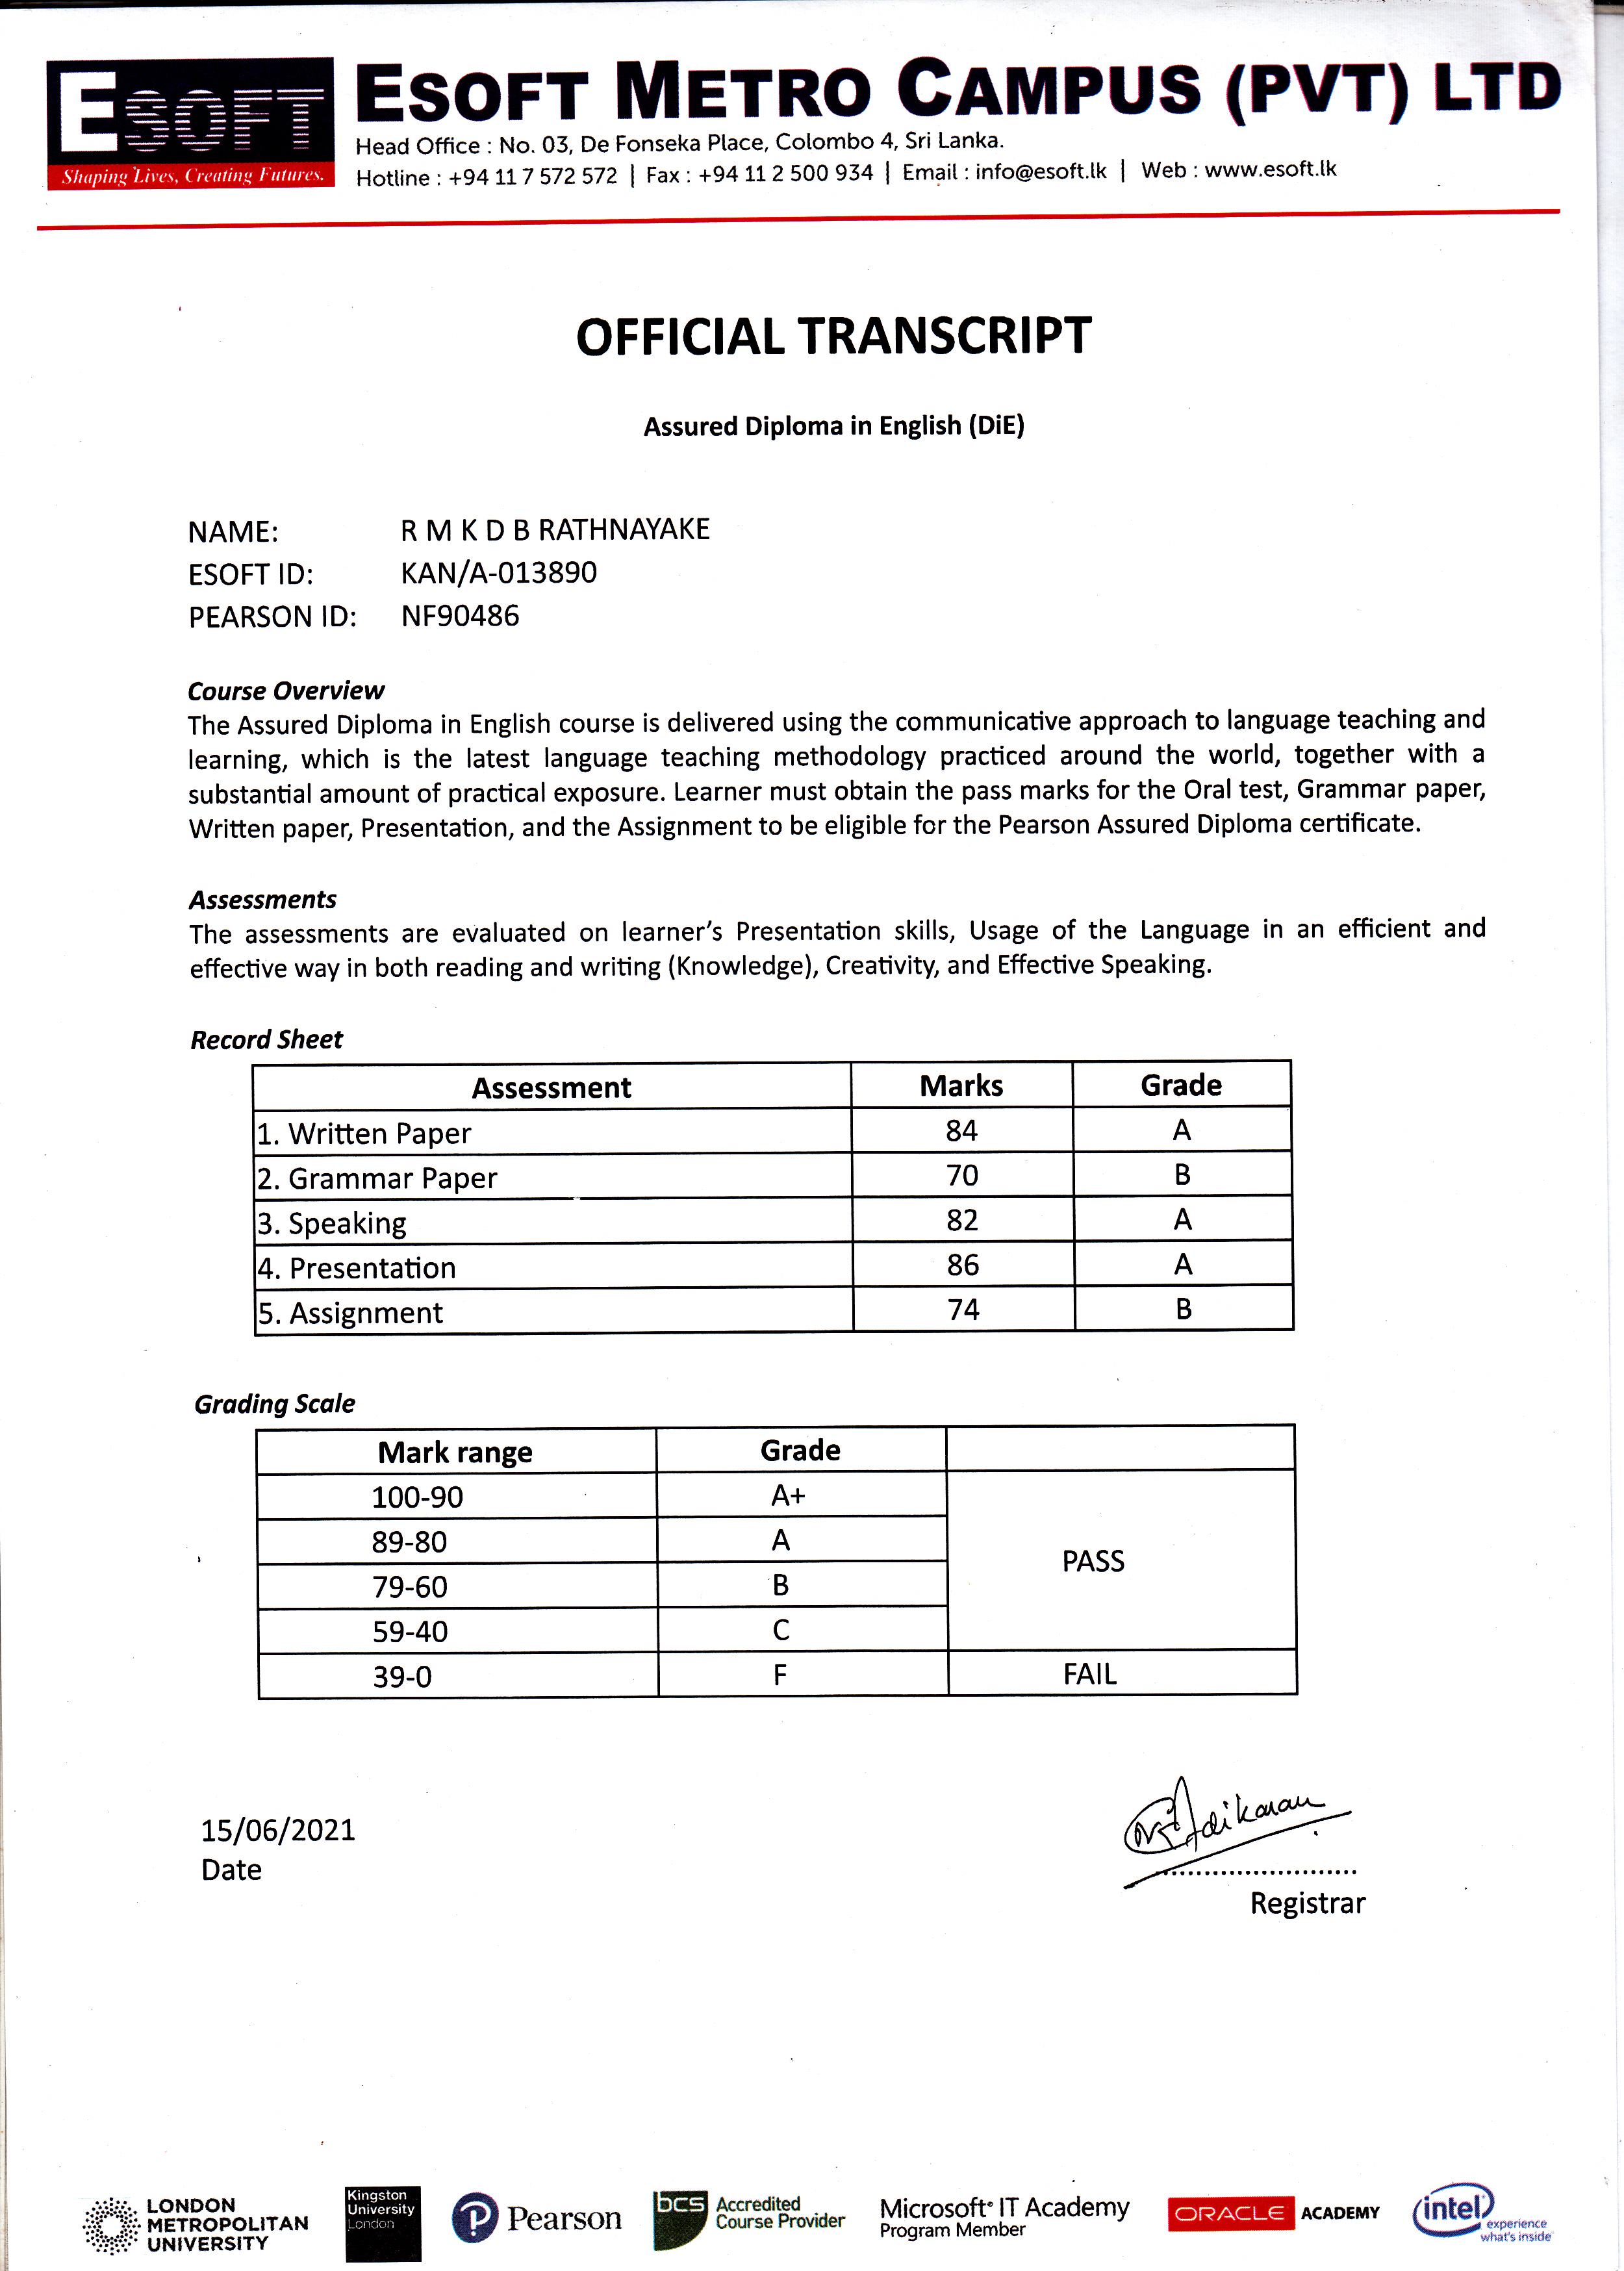 ESOFT
Shaping Lives, Creating Futures.
ESOFT METRO CAMPUS (PVT) LTD
Head Office : No. 03, De Fonseka Place, Colombo 4, Sri Lanka.
Hotline : +94 11 7 572 572 | Fax : +94 11 2 500 934 | Email : info@esoft.lk | Web : www.esoft.lk
OFFICIAL TRANSCRIPT
Assured Diploma in English (DiE)
NAME: R M K D B RATHNAYAKE
ESOFT ID: KAN/A-013890
PEARSON ID: NF90486
Course Overview
The Assured Diploma in English course is delivered using the communicative approach to language teaching and
learning, which is the latest language teaching methodology practiced around the world, together with a
substantial amount of practical exposure. Learner must obtain the pass marks for the Oral test, Grammar paper,
Written paper, Presentation, and the Assignment to be eligible for the Pearson Assured Diploma certificate.
Assessments
The assessments are evaluated on learner's Presentation skills, Usage of the Language in an efficient and
effective way in both reading and writing (Knowledge), Creativity, and Effective Speaking.
Record Sheet
Assessment Marks Grade
1. Written Paper 84 A
2. Grammar Paper 70 B
3. Speaking 82 A
4. Presentation 86 A
5. Assignment 74 B
Grading Scale
Mark range Grade
100-90 A+
89-80 A
PASS
79-60 B
59-40 C
39-0 F FAIL
15/06/2021
Date
Registrar
LONDON
METROPOLITAN
UNIVERSITY
Kingston
University
London
Pearson
bcs Accredited
Course Provider
Microsoft IT Academy
Program Member
ORACLE ACADEMY
intel
experience
what's inside